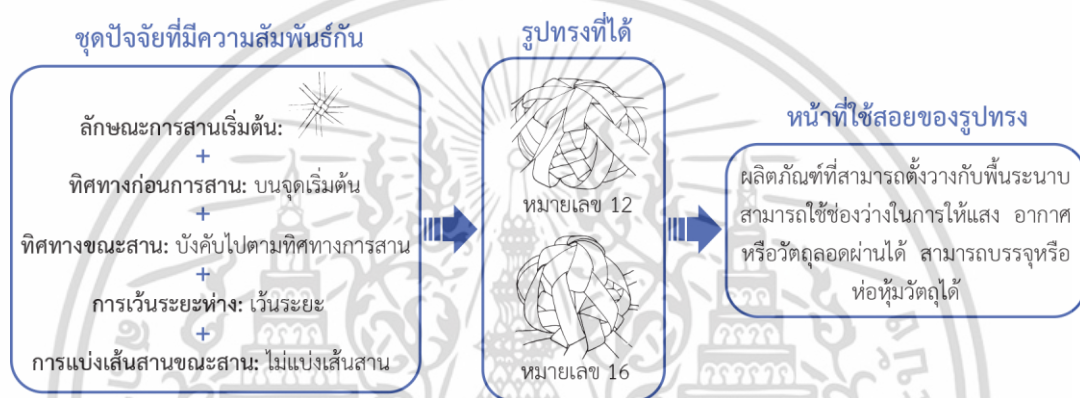 ชุดปัจจัยที่มีความสัมพันธ์กัน
ลักษณะการสานเริ่มต้น:
+
ทิศทางก่อนการสาน: บนจุดเริ่มต้น
+
ทิศทางขณะสาน: บังคับไปตามทิศทางการสาน
+
การเว้นระยะห่าง: เว้นระยะ
+
การแบ่งเส้นสานขณะสาน: ไม่แบ่งเส้นสาน
รูปทรงที่ได้
หมายเลข 12
หมายเลข 16
หน้าที่ใช้สอยของรูปทรง
ผลิตภัณฑ์ที่สามารถตั้งวางกับพื้นระนาบ
สามารถใช้ช่องว่างในการให้แสง อากาศ
หรือวัตถุลอดผ่านได้ สามารถบรรจุหรือ
ห่อหุ้มวัตถุได้